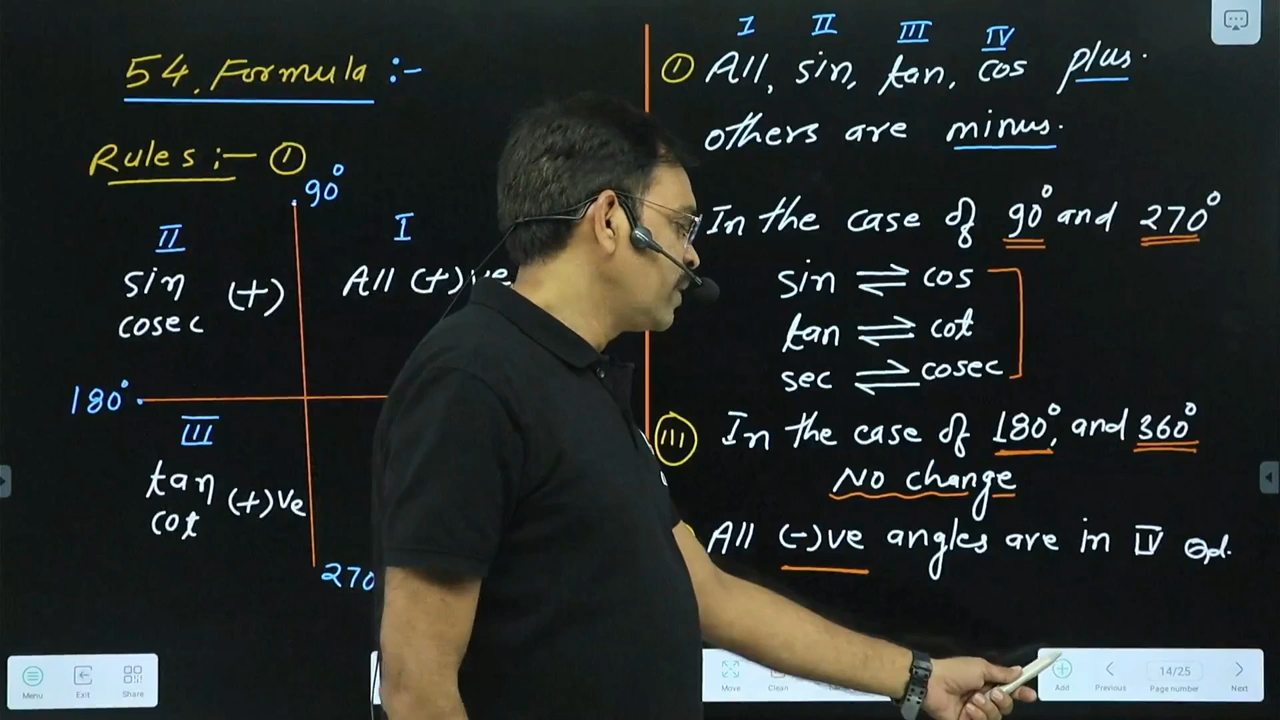 54. Formula :-
Rules :- ①
90°
II
I
sin
cosec (+)
All (+)ve
180°
III
tan
cot (+)ve
270
I II III IV
① All, sin, tan, cos plus.
others are minus.
In the case of 90° and 270°
sin ⇌ cos
tan ⇌ cot
sec ⇌ cosec
(III) In the case of 180°, and 360°
No change
All (-)ve angles are in IV Qd.
Menu
Exit
Share
Move
Clean
Add
Previous
14/25
Page number
Next